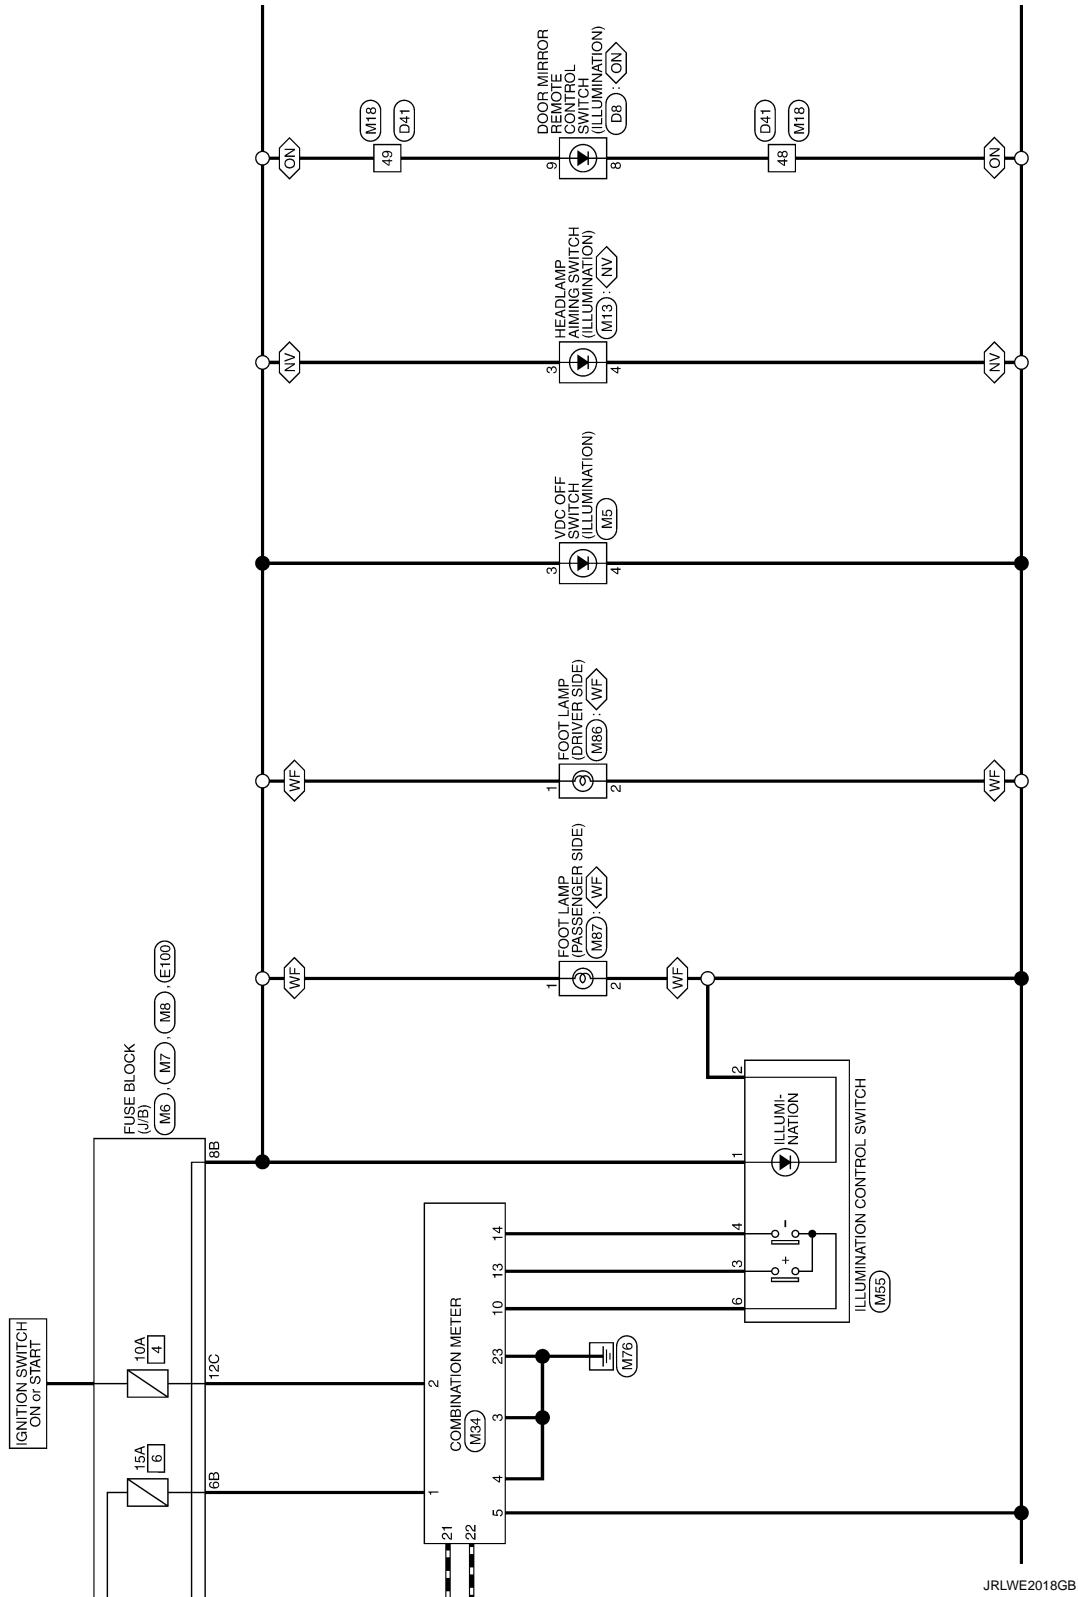 IGNITION SWITCH
ON or START
FUSE BLOCK
(J/B)
M6 , M7 , M8 , E100
15A
6
10A
4
6B
12C
8B
1
2
COMBINATION METER
M34
21
22
5
4
3
23
10
13
14
M76
6
3
4
1
2
+
-
ILLUMI-
NATION
ILLUMINATION CONTROL SWITCH
M55
WF
1
FOOT LAMP
(PASSENGER SIDE)
M87 : WF
2
WF
WF
1
FOOT LAMP
(DRIVER SIDE)
M86 : WF
2
WF
3
VDC OFF
SWITCH
(ILLUMINATION)
M5
4
NV
3
HEADLAMP
AIMING SWITCH
(ILLUMINATION)
M13 : NV
4
NV
ON
49
M18
D41
9
DOOR MIRROR
REMOTE
CONTROL
SWITCH
(ILLUMINATION)
D8 : ON
8
48
D41
M18
ON
JRLWE2018GB